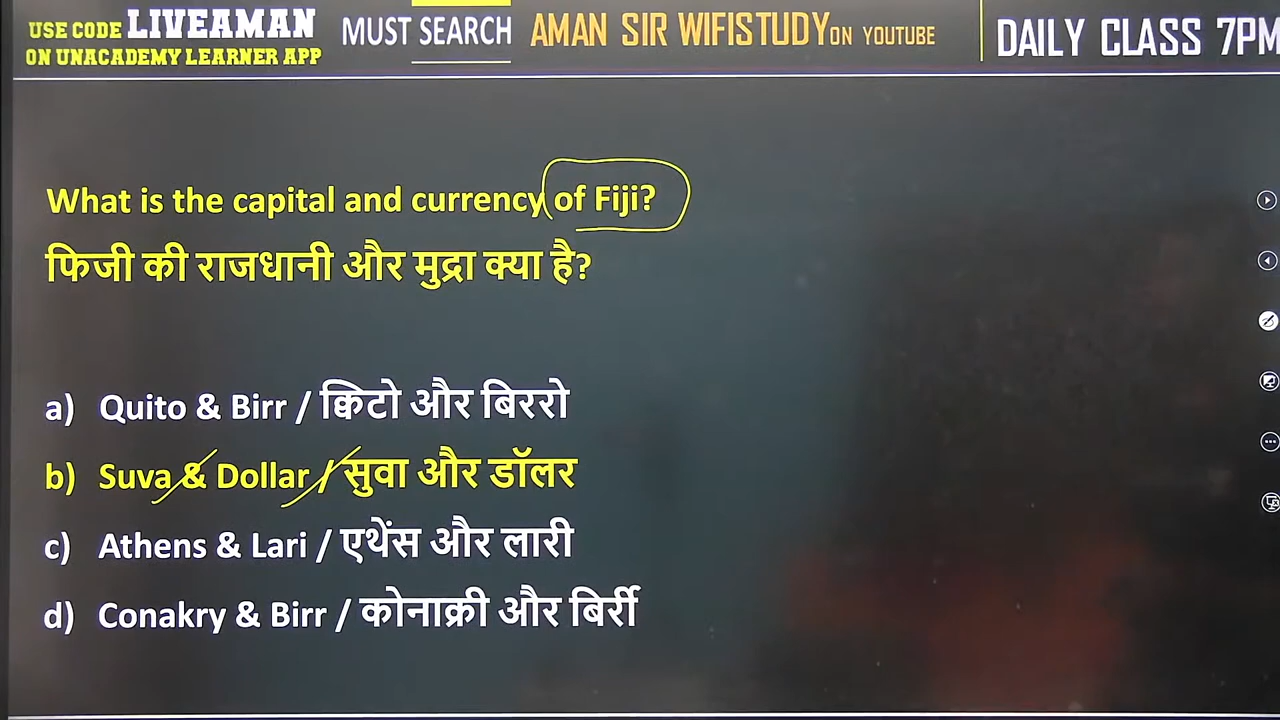 USE CODE LIVEAMAN
ON UNACADEMY LEARNER APP
MUST SEARCH
AMAN SIR WIFISTUDY ON YOUTUBE
DAILY CLASS 7PM
What is the capital and currency of Fiji?
फिजी की राजधानी और मुद्रा क्या है?
a) Quito & Birr / क्विटो और बिररो
b) Suva & Dollar / सुवा और डॉलर
c) Athens & Lari / एथेंस और लारी
d) Conakry & Birr / कोनाक्री और बिर्री